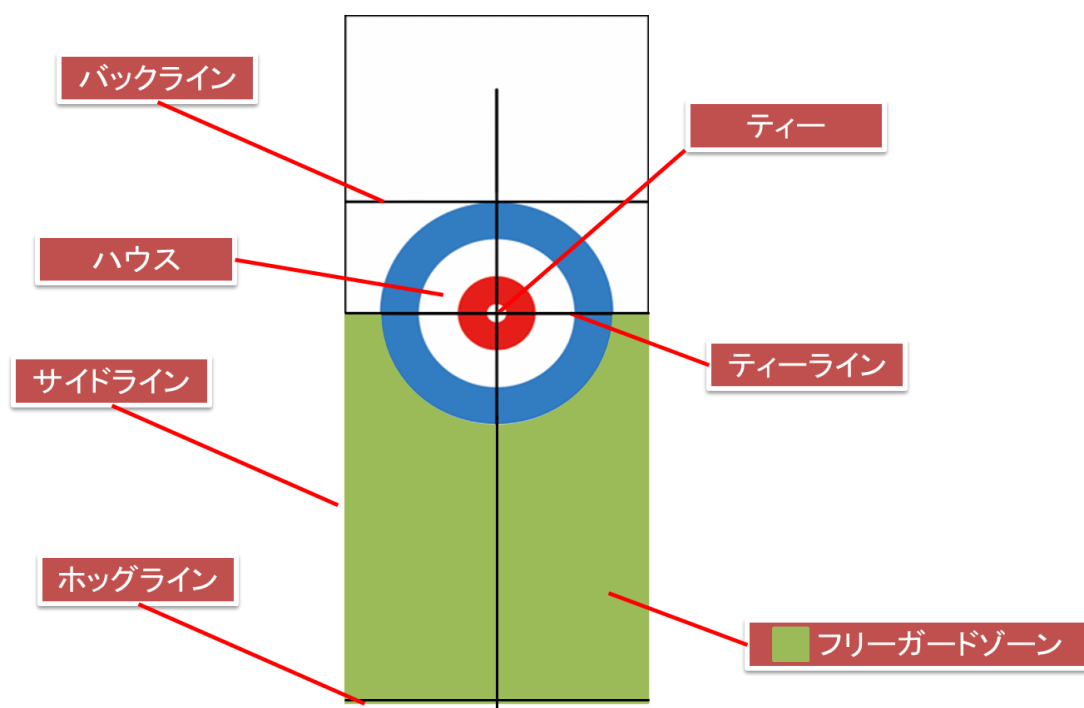 バックライン
ティー
ハウス
ティーライン
サイドライン
ホッグライン
フリーガードゾーン